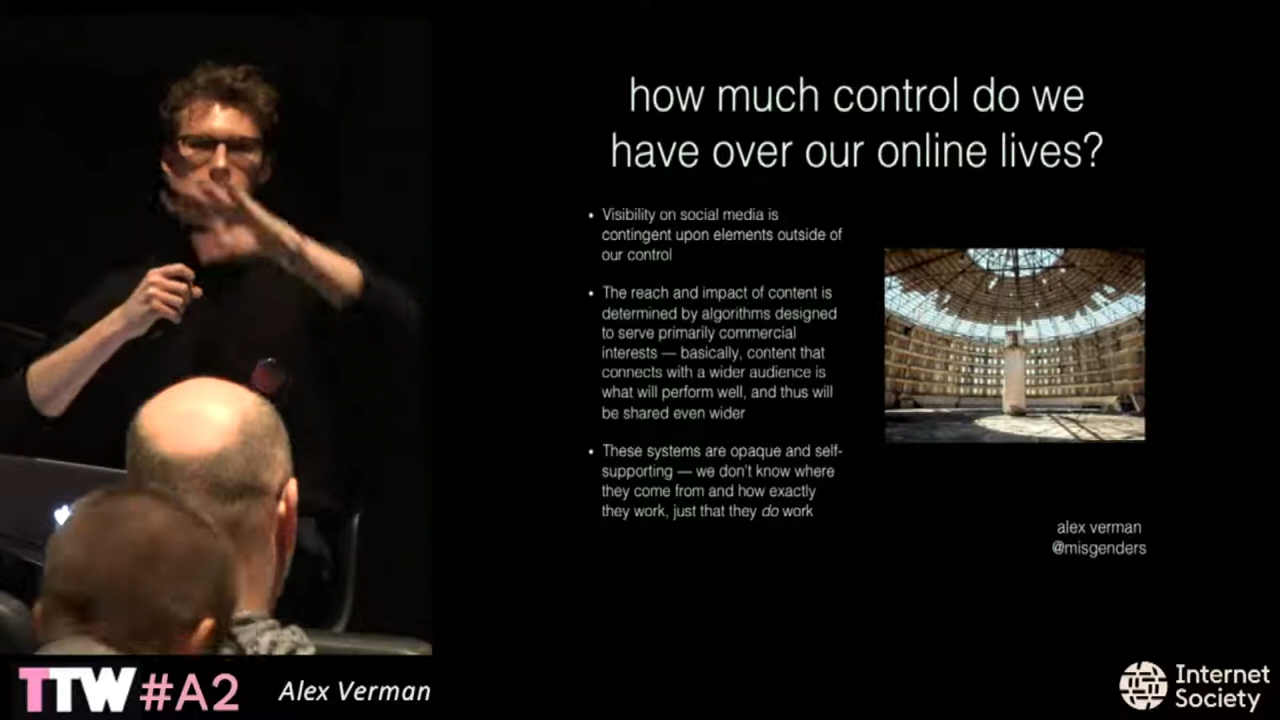 how much control do we
have over our online lives?
• Visibility on social media is
contingent upon elements outside of
our control
• The reach and impact of content is
determined by algorithms designed
to serve primarily commercial
interests — basically, content that
connects with a wider audience is
what will perform well, and thus will
be shared even wider
• These systems are opaque and self-
supporting — we don't know where
they come from and how exactly
they work, just that they do work
alex verman
@misgenders
TTW #A2
Alex Verman
Internet
Society